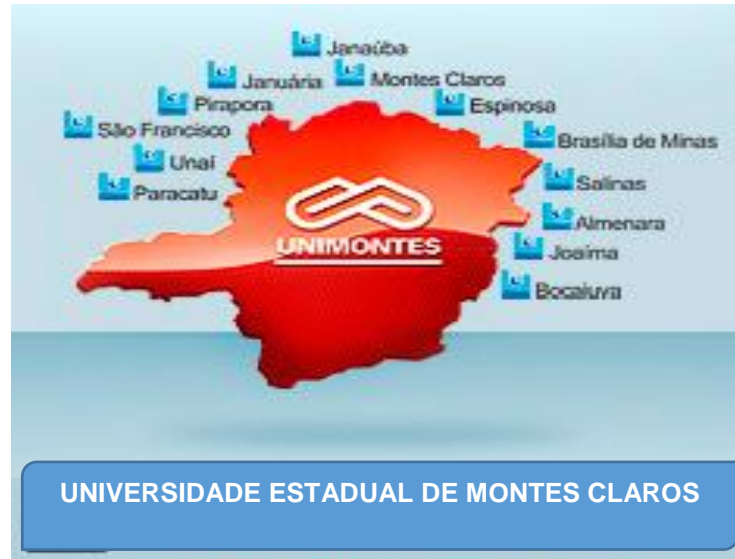 Janaúba
Januária
Montes Claros
Pirapora
Espinosa
São Francisco
Brasília de Minas
Unaí
Salinas
Paracatu
Almenara
UNIMONTES
Joaíma
Bocaiuva
UNIVERSIDADE ESTADUAL DE MONTES CLAROS